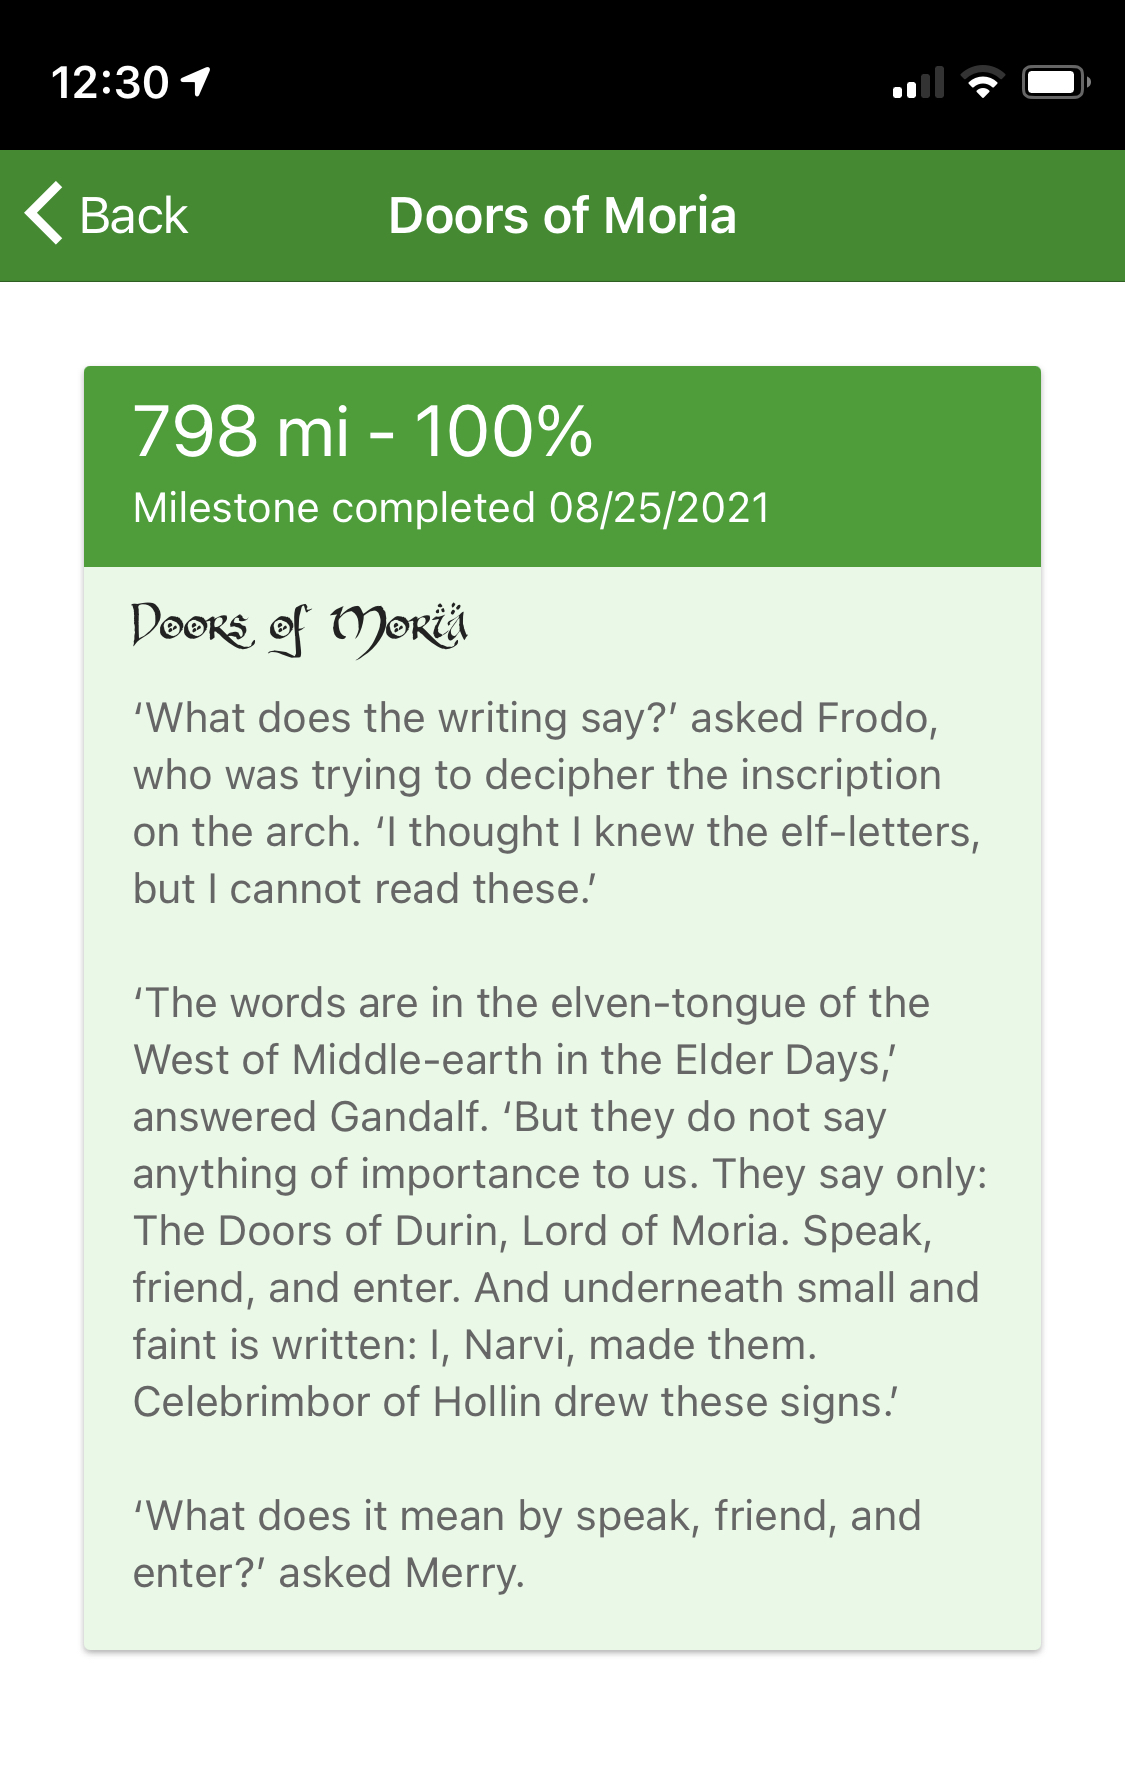 12:30
Back
Doors of Moria
798 mi - 100%
Milestone completed 08/25/2021
Doors of Moria
‘What does the writing say?’ asked Frodo,
who was trying to decipher the inscription
on the arch. ‘I thought I knew the elf-letters,
but I cannot read these.’
‘The words are in the elven-tongue of the
West of Middle-earth in the Elder Days,’
answered Gandalf. ‘But they do not say
anything of importance to us. They say only:
The Doors of Durin, Lord of Moria. Speak,
friend, and enter. And underneath small and
faint is written: I, Narvi, made them.
Celebrimbor of Hollin drew these signs.’
‘What does it mean by speak, friend, and
enter?’ asked Merry.